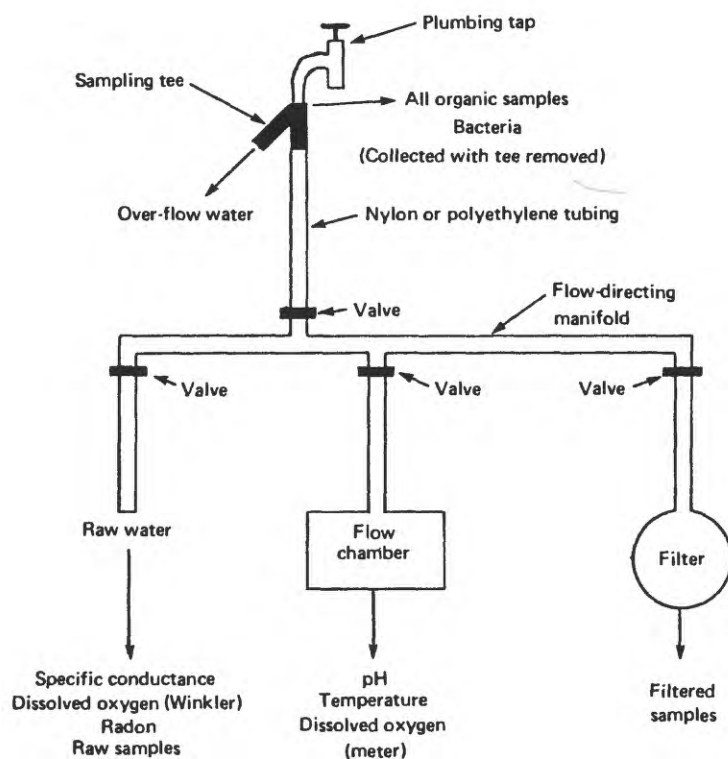 Plumbing tap
Sampling tee
All organic samples
Bacteria
(Collected with tee removed)
Over-flow water
Nylon or polyethylene tubing
Flow-directing
manifold
Valve
Valve
Valve
Valve
Raw water
Flow
chamber
Filter
Specific conductance
Dissolved oxygen (Winkler)
Radon
Raw samples
pH
Temperature
Dissolved oxygen
(meter)
Filtered
samples